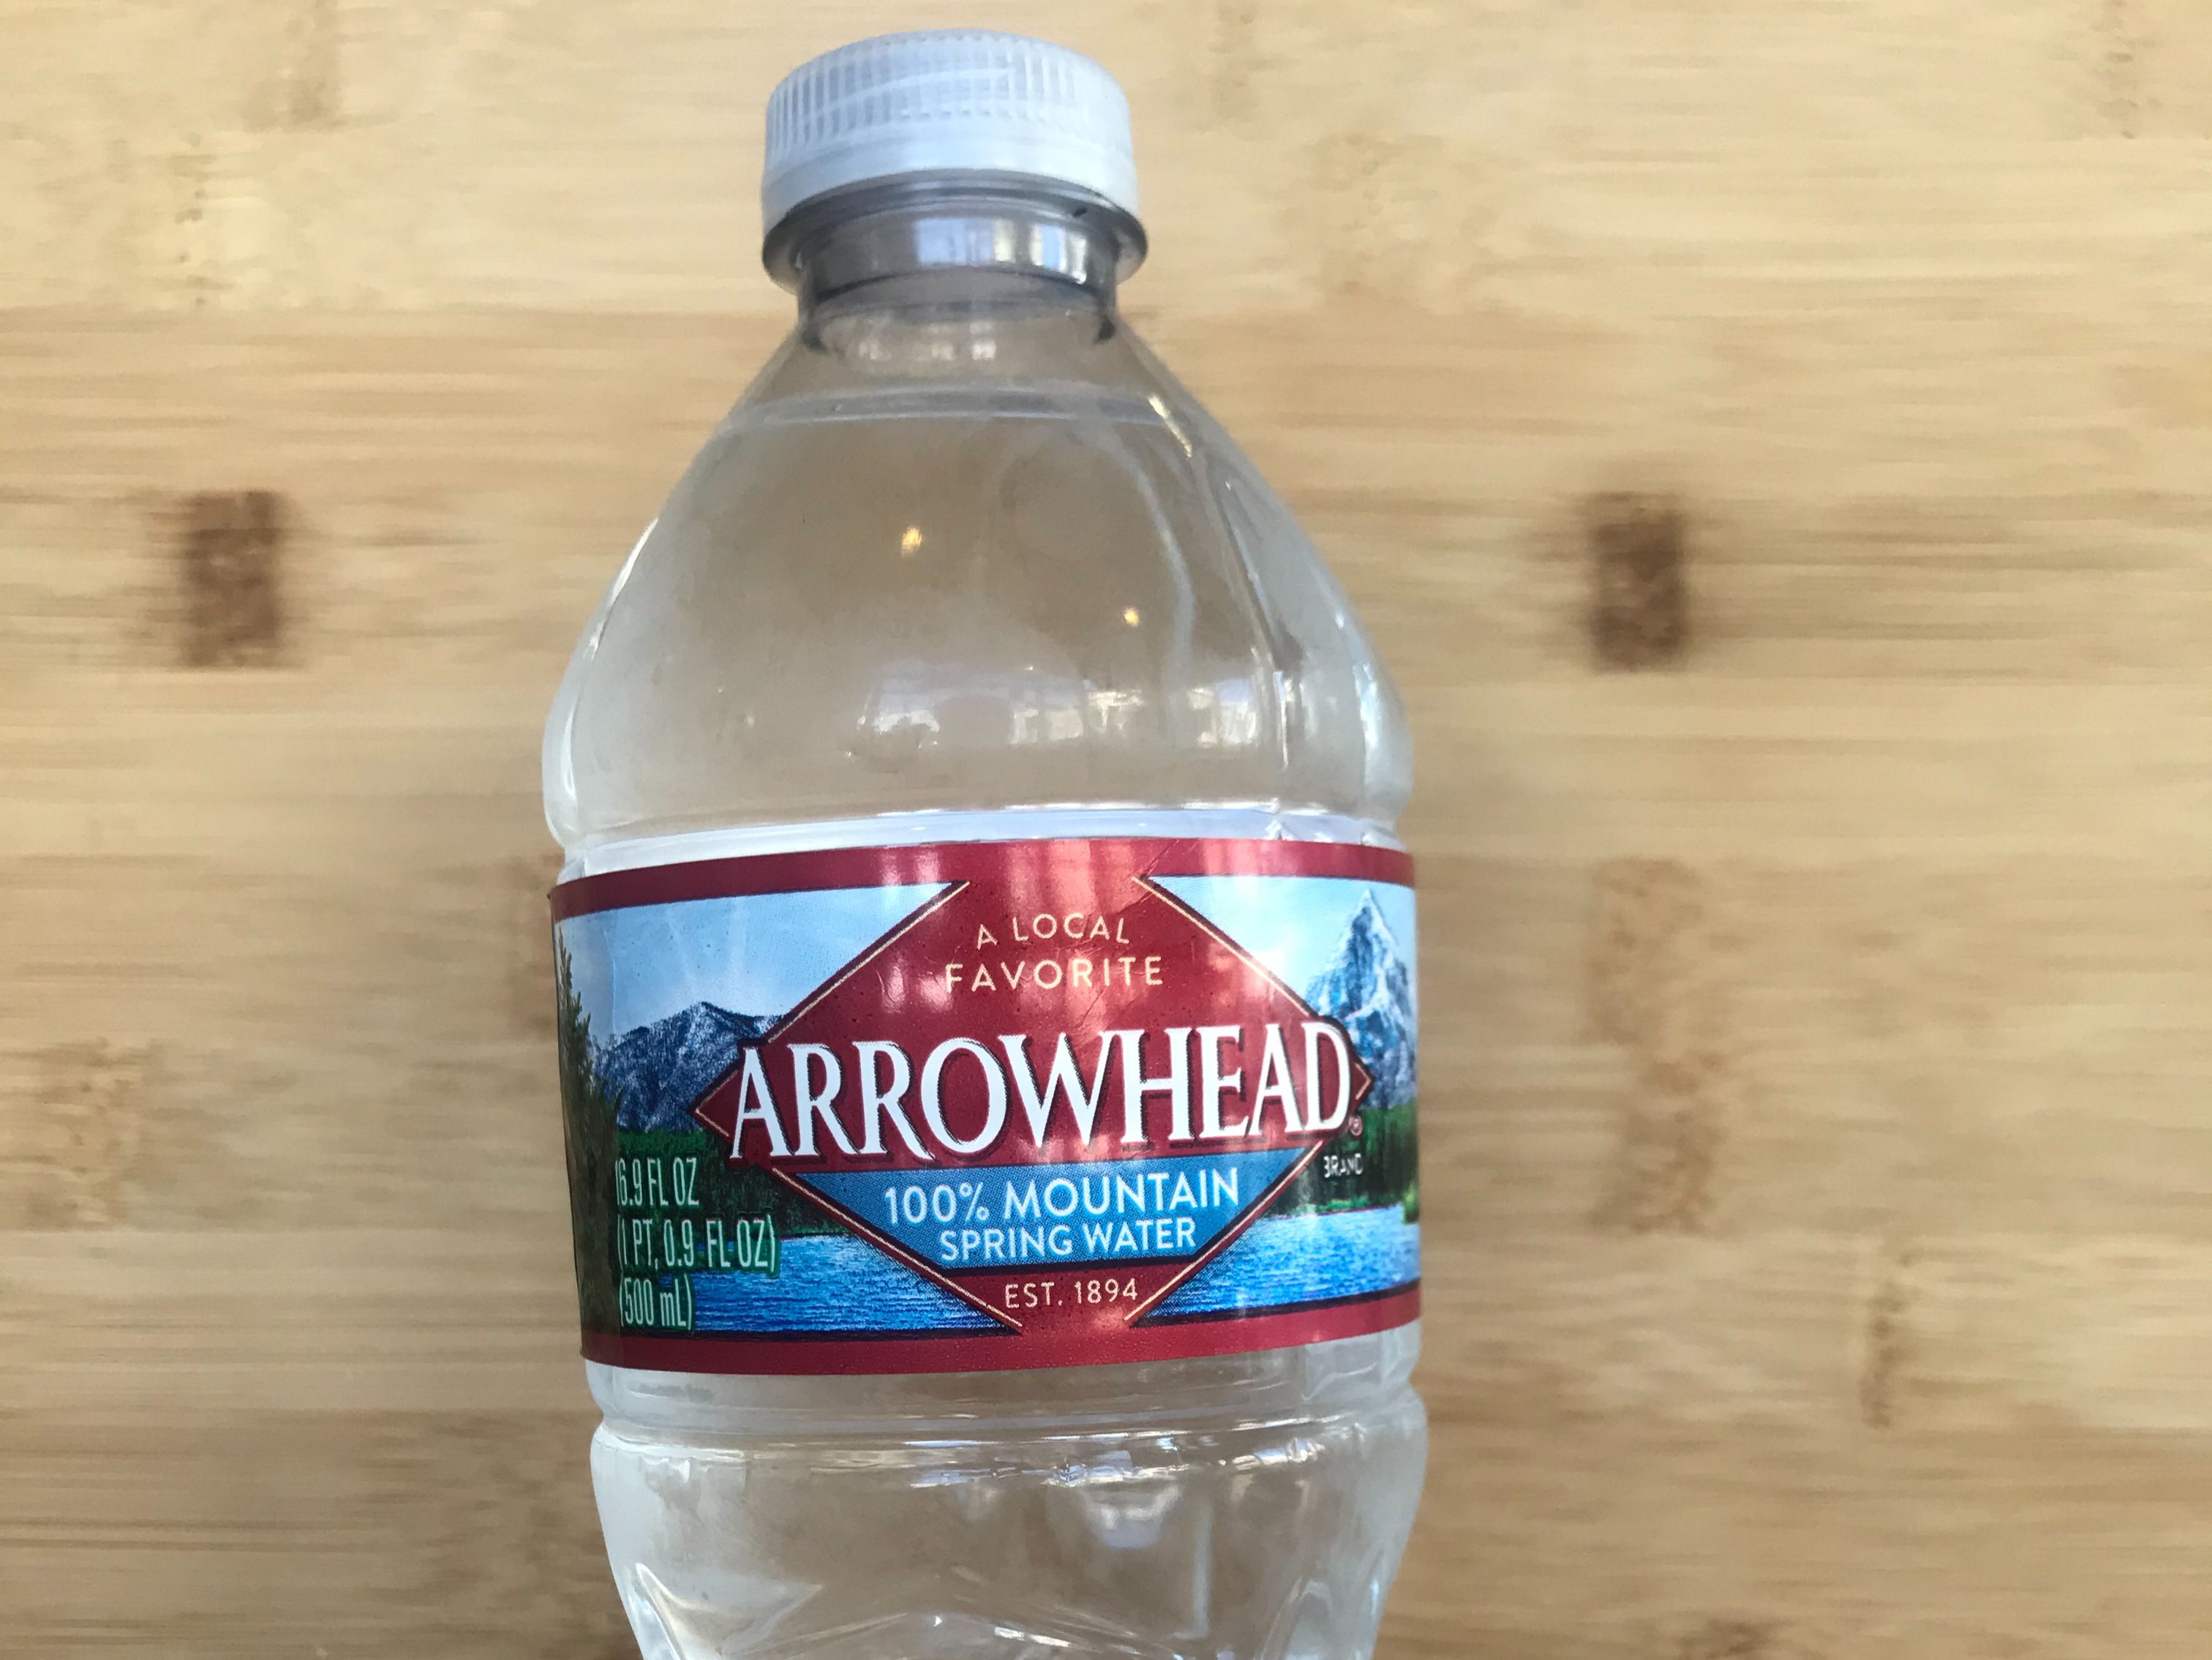 A LOCAL
FAVORITE
ARROWHEAD®
BRAND
100% MOUNTAIN
SPRING WATER
EST. 1894
16.9 FL OZ
(1 PT, 0.9 FL OZ)
(500 mL)